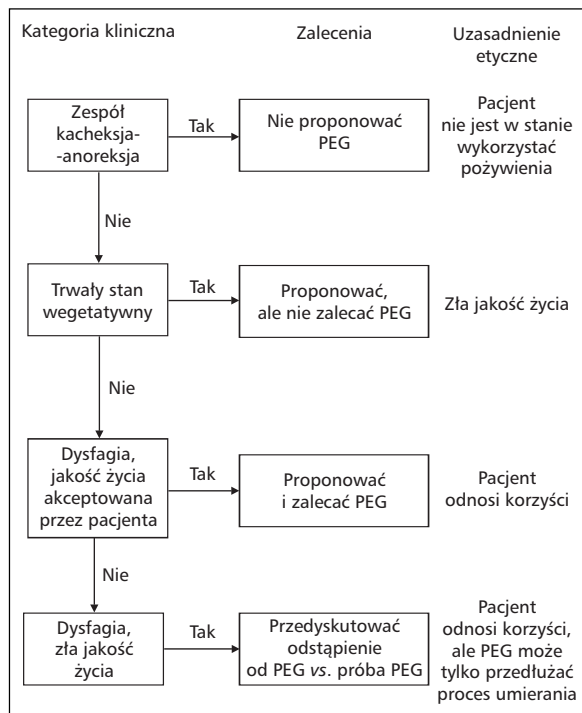 Kategoria kliniczna
Zalecenia
Uzasadnienie
etyczne
Zespół
kacheksja-
-anoreksja
Tak
Nie proponować
PEG
Pacjent
nie jest w stanie
wykorzystać
pożywienia
Nie
Trwały stan
wegetatywny
Tak
Proponować,
ale nie zalecać PEG
Zła jakość życia
Nie
Dysfagia,
jakość życia
akceptowana
przez pacjenta
Tak
Proponować
i zalecać PEG
Pacjent
odnosi korzyści
Nie
Dysfagia,
zła jakość
życia
Tak
Przedyskutować
odstąpienie
od PEG vs. próba PEG
Pacjent
odnosi korzyści,
ale PEG może
tylko przedłużać
proces umierania